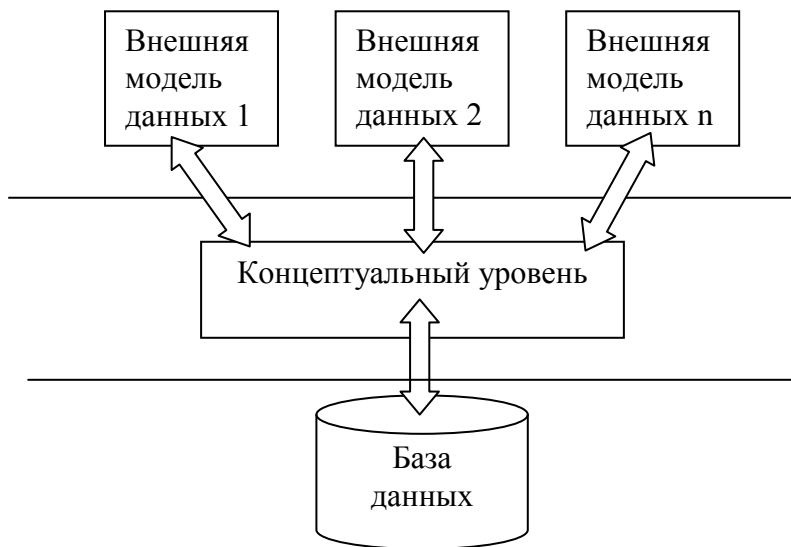 Внешняя
модель
данных 1
Внешняя
модель
данных 2
Внешняя
модель
данных n
Концептуальный уровень
База
данных